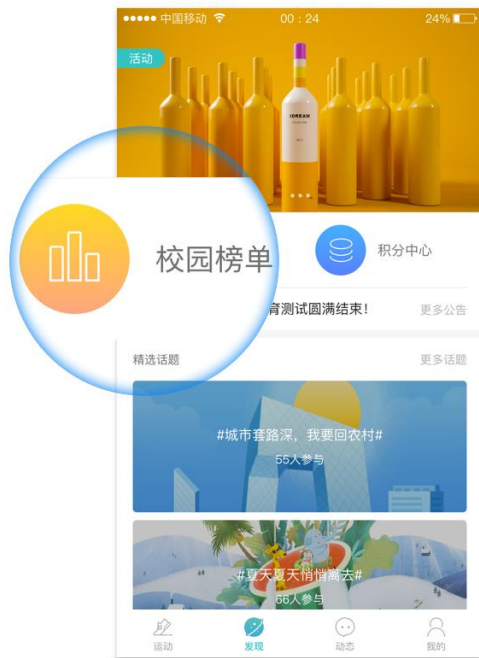 中国移动
00 : 24
24%
活动
IDREAM
校园榜单
积分中心
育测试圆满结束!
更多公告
精选话题
更多话题
#城市套路深，我要回农村#
55人参与
#夏天夏天悄悄离去#
66人参与
运动
发现
动态
我的